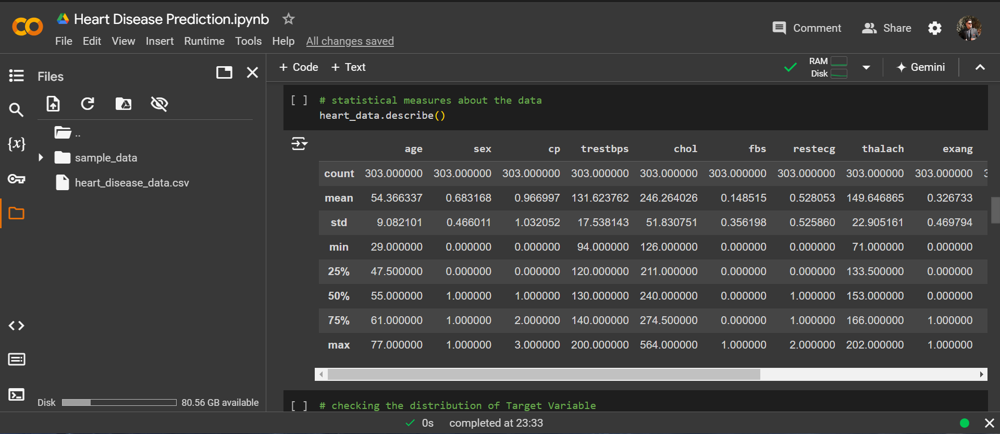 Heart Disease Prediction.ipynb
File Edit View Insert Runtime Tools Help All changes saved
Comment Share
Files
+ Code + Text
RAM
Disk
Gemini
{x}
..
sample_data
heart_disease_data.csv
Disk 80.56 GB available
[ ] # statistical measures about the data
heart_data.describe()
age sex cp trestbps chol fbs restecg thalach exang
count 303.000000 303.000000 303.000000 303.000000 303.000000 303.000000 303.000000 303.000000 303.000000
mean 54.366337 0.683168 0.966997 131.623762 246.264026 0.148515 0.528053 149.646865 0.326733
std 9.082101 0.466011 1.032052 17.538143 51.830751 0.356198 0.525860 22.905161 0.469794
min 29.000000 0.000000 0.000000 94.000000 126.000000 0.000000 0.000000 71.000000 0.000000
25% 47.500000 0.000000 0.000000 120.000000 211.000000 0.000000 0.000000 133.500000 0.000000
50% 55.000000 1.000000 1.000000 130.000000 240.000000 0.000000 1.000000 153.000000 0.000000
75% 61.000000 1.000000 2.000000 140.000000 274.500000 0.000000 1.000000 166.000000 1.000000
max 77.000000 1.000000 3.000000 200.000000 564.000000 1.000000 2.000000 202.000000 1.000000
[ ] # checking the distribution of Target Variable
0s completed at 23:33